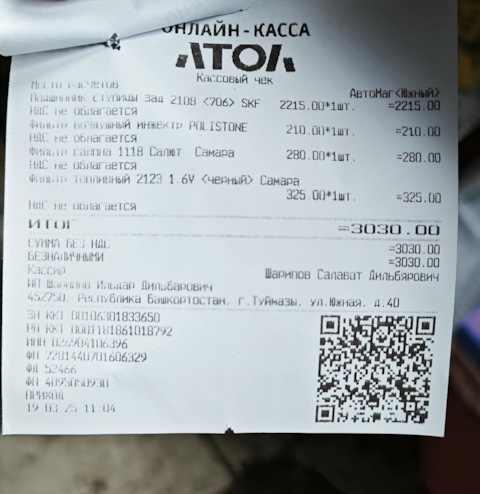 ОНЛАЙН-КАССА
АТОЛ
Кассовый чек
Место расчетов АвтоМаг<Южный>
Подшипник ступицы зад 2108 <706> SKF 2215.00*1шт. =2215.00
НДС не облагается
Фильтр воздушный инжектр POLISTONE 210.00*1шт. =210.00
НДС не облагается
Фильтр салона 1118 Салют Самара 280.00*1шт. =280.00
НДС не облагается
Фильтр топливный 2123 1.6V <черный> Самара
325.00*1шт. =325.00
НДС не облагается
ИТОГ =3030.00
СУММА БЕЗ НДС =3030.00
БЕЗНАЛИЧНЫМИ =3030.00
Кассир Шарипов Салават Дильбярович
ИП Шарипов Ильдар Дильбарович
452750, Республика Башкортостан, г.Туймазы, ул.Южная, д.40
ЗН ККТ 00106301833650
РН ККТ 0001181861018792
ИНН 026904106396
ФН 7281440701606329
ФД 52466
ФП 4095050930
ПРИХОД
19.03.25 11:04